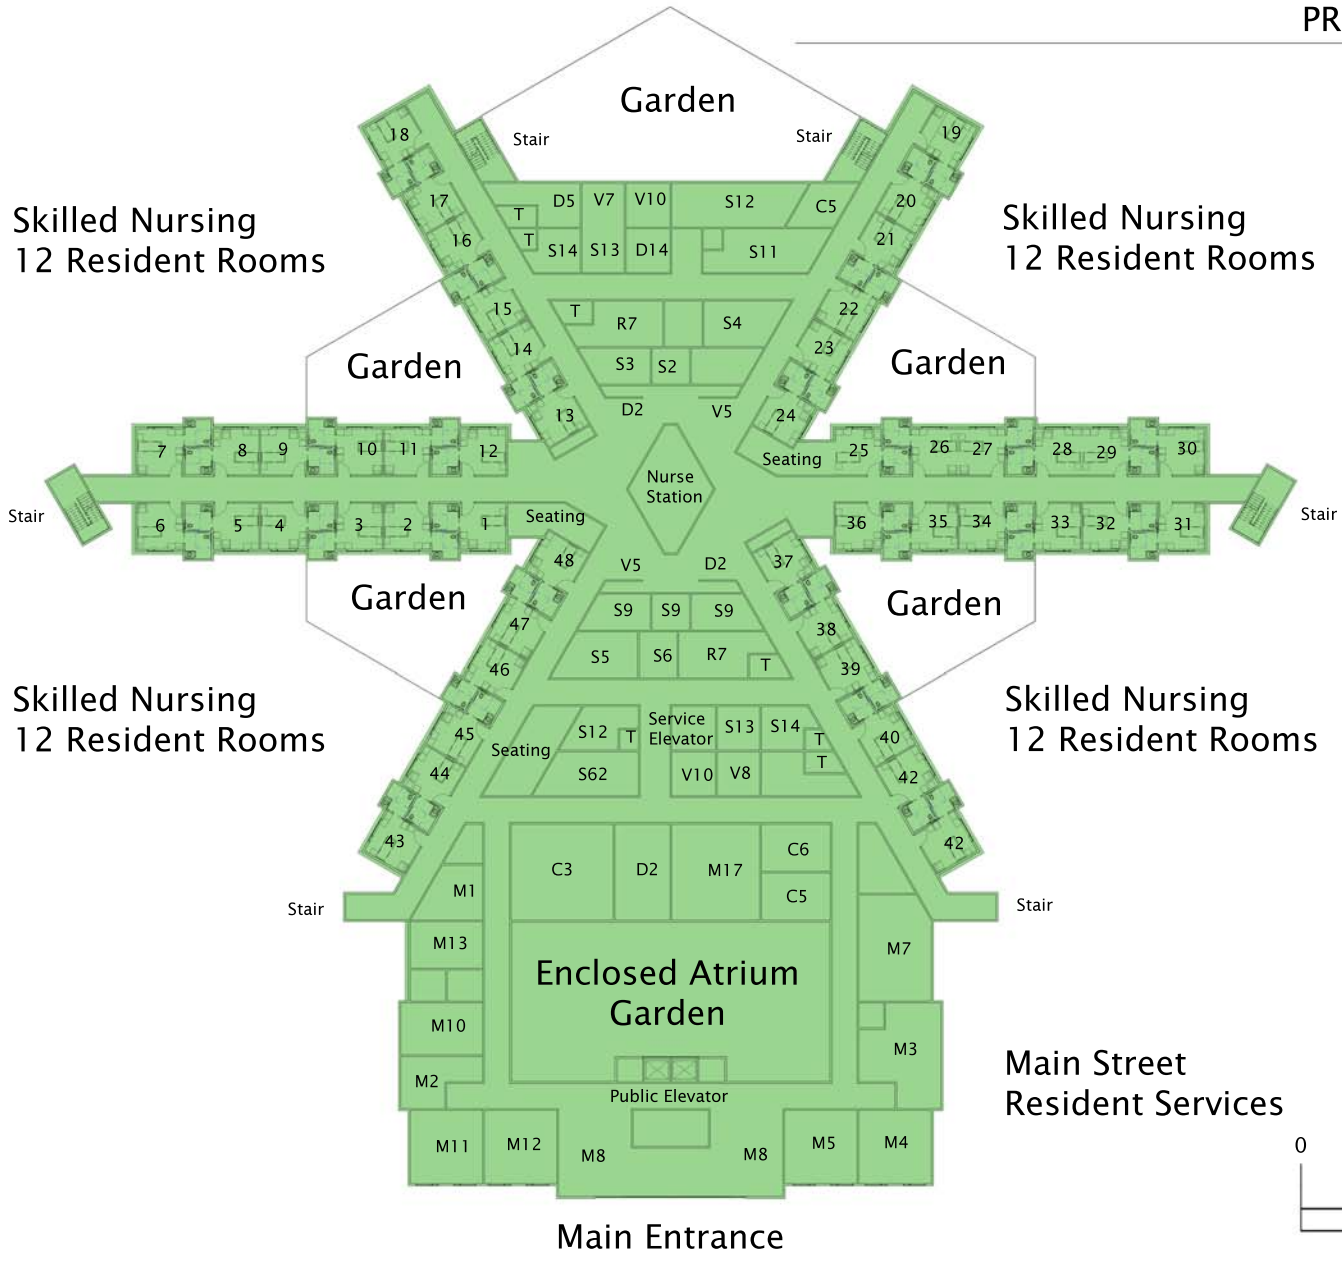 PR
Garden
18
Stair
Stair
19
17
D5
V7
V10
S12
C5
20
T
Skilled Nursing
12 Resident Rooms
Skilled Nursing
12 Resident Rooms
16
T
S14
S13
D14
S11
21
15
T
R7
S4
22
14
23
Garden
S3
S2
Garden
13
D2
V5
24
7
8
9
10
11
12
Seating
25
26
27
28
29
30
Nurse
Station
Stair
6
5
4
3
2
1
Seating
36
35
34
33
32
31
Stair
48
V5
D2
37
Garden
S9
S9
S9
Garden
47
38
S5
S6
R7
T
46
39
Skilled Nursing
12 Resident Rooms
Skilled Nursing
12 Resident Rooms
45
Seating
S12
T
Service
Elevator
S13
S14
T
40
44
S62
V10
V8
T
42
43
42
C3
D2
M17
C6
C5
M1
Stair
Stair
M13
M7
Enclosed Atrium
Garden
M10
M3
M2
Public Elevator
Main Street
Resident Services
M11
M12
M8
M8
M5
M4
0
Main Entrance